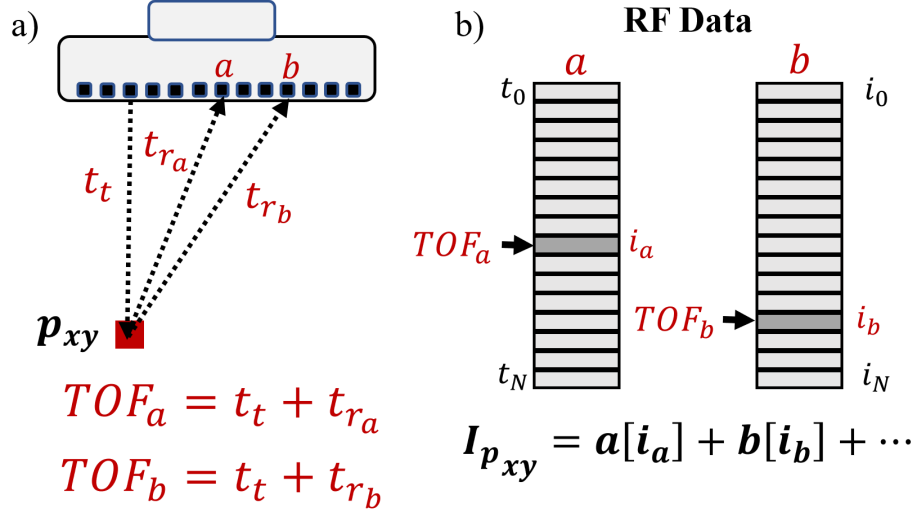 a)
a b
t_t
t_{r_a}
t_{r_b}
p_{xy}
TOF_a = t_t + t_{r_a}
TOF_b = t_t + t_{r_b}
b)
RF Data
a b
t_0 i_0
TOF_a i_a
TOF_b i_b
t_N i_N
I_{p_{xy}} = a[i_a] + b[i_b] + ⋯